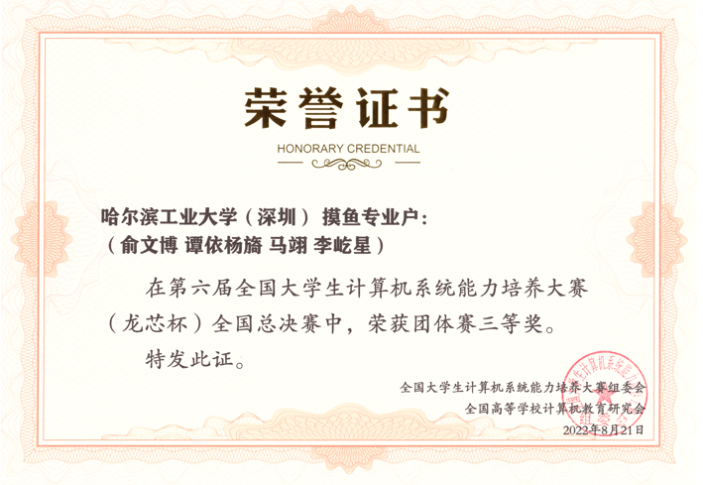 荣誉证书
HONORARY CREDENTIAL
哈尔滨工业大学（深圳） 摸鱼专业户：
（俞文博 谭依杨旖 马翊 李屹星）
在第六届全国大学生计算机系统能力培养大赛
（龙芯杯）全国总决赛中，荣获团体赛三等奖。
特发此证。
全国大学生计算机系统能力培养大赛组委会
全国高等学校计算机教育研究会
2022年8月21日